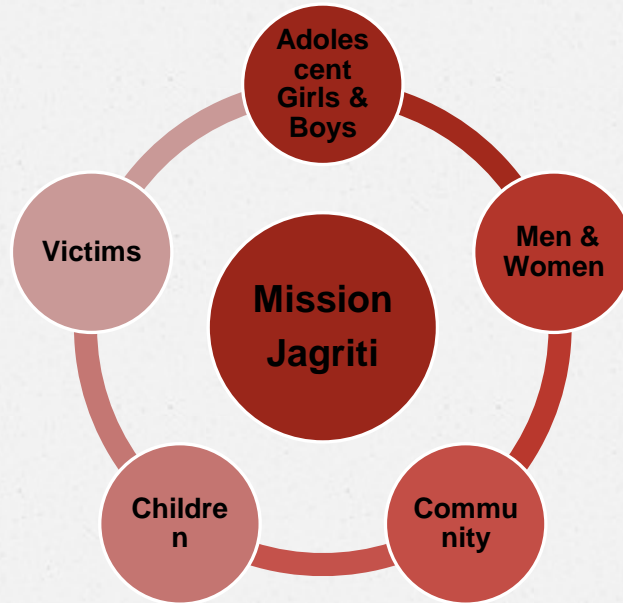 Adoles
cent
Girls &
Boys
Men &
Women
Commu
nity
Childre
n
Victims
Mission
Jagriti